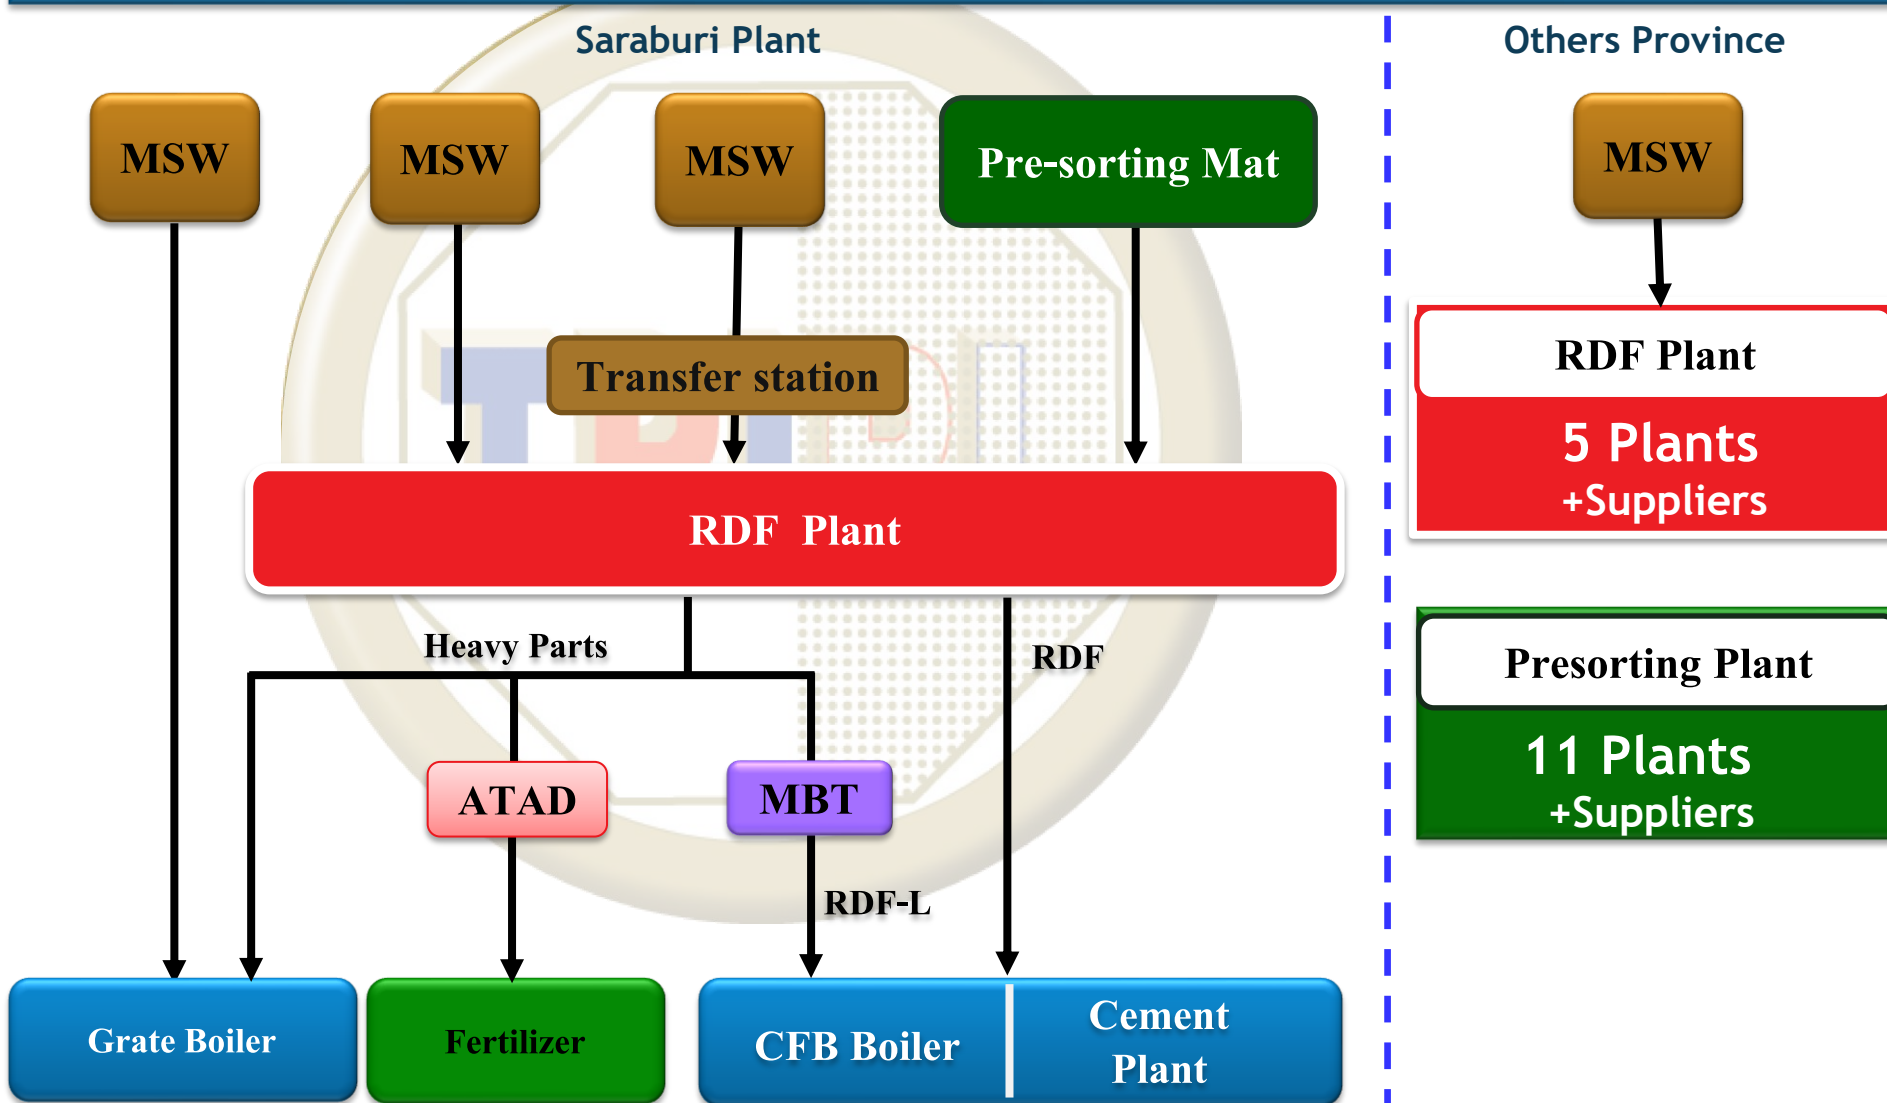 Saraburi Plant
Others Province
MSW
MSW
MSW
Pre-sorting Mat
MSW
Transfer station
RDF Plant
RDF Plant
5 Plants
+Suppliers
Heavy Parts
RDF
Presorting Plant
11 Plants
+Suppliers
ATAD
MBT
RDF-L
Grate Boiler
Fertilizer
CFB Boiler
Cement
Plant